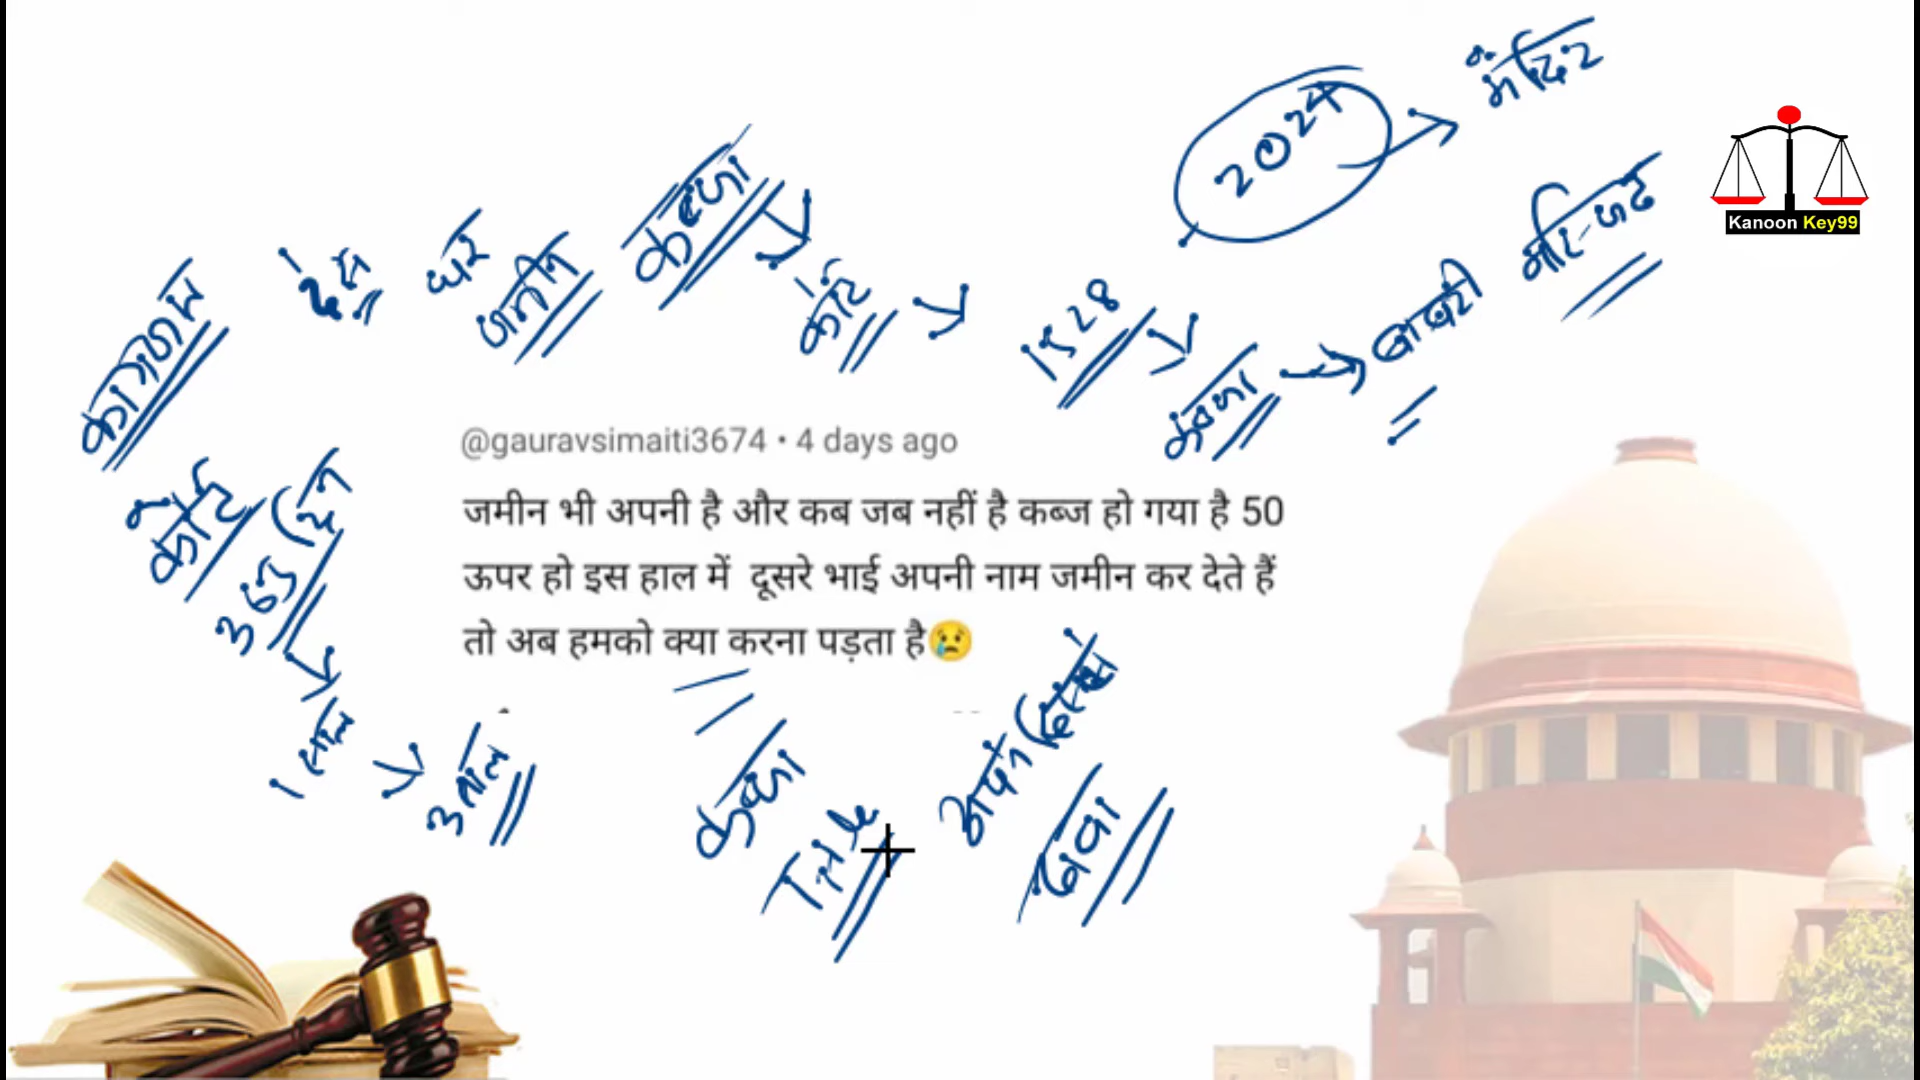 2024
मंदिर
Kanoon Key99
कागजात
घर
जमीन
कब्जा
कोर्ट
1528
कब्जा
बाबरी
मस्जिद
@gauravsimaiti3674 • 4 days ago
जमीन भी अपनी है और कब जब नहीं है कब्ज हो गया है 50
ऊपर हो इस हाल में दूसरे भाई अपनी नाम जमीन कर देते हैं
तो अब हमको क्या करना पड़ता है😢
कोर्ट
365 दिन
1 साल
3 साल
कब्जा
Title